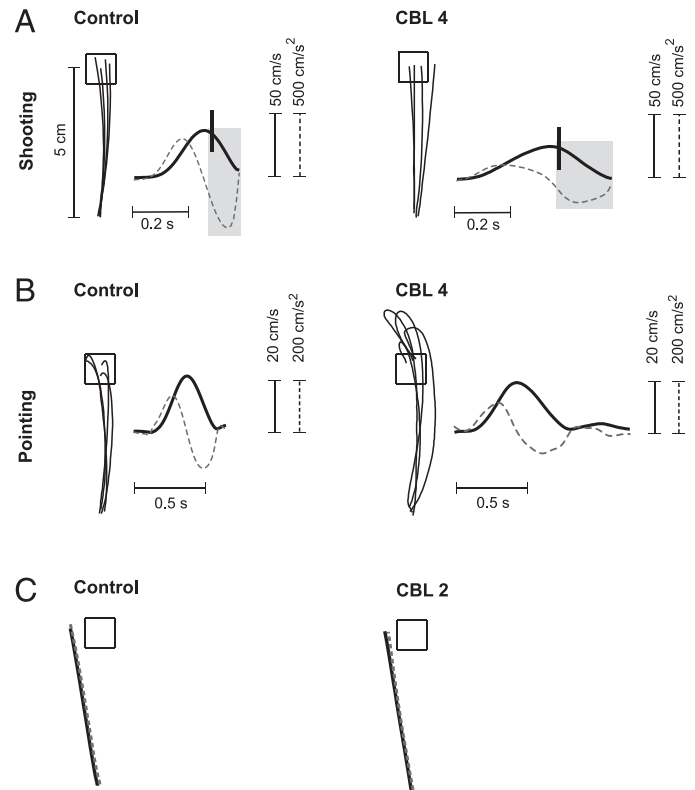 A
Control
CBL 4
Shooting
5 cm
0.2 s
50 cm/s
500 cm/s²
0.2 s
50 cm/s
500 cm/s²
B
Control
CBL 4
Pointing
0.5 s
20 cm/s
200 cm/s²
0.5 s
20 cm/s
200 cm/s²
C
Control
CBL 2